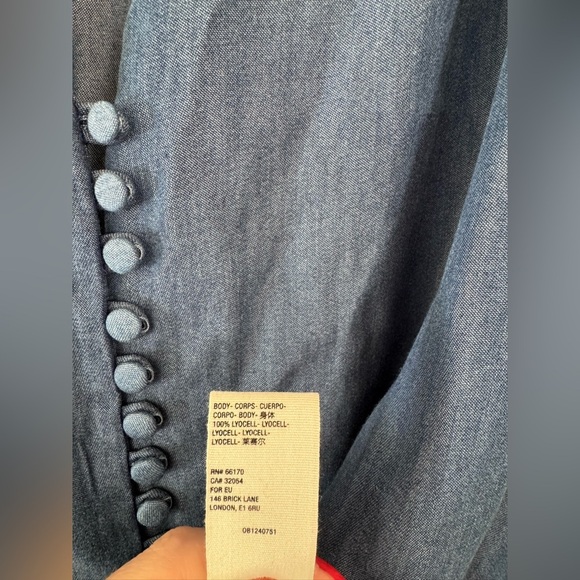 BODY- CORPS- CUERPO-
CORPO- BODY- 身体
100% LYOCELL- LYOCELL-
LYOCELL- LYOCELL-
LYOCELL- 莱赛尔
RN# 66170
CA# 32054
FOR EU
146 BRICK LANE
LONDON, E1 6RU
OB1240751